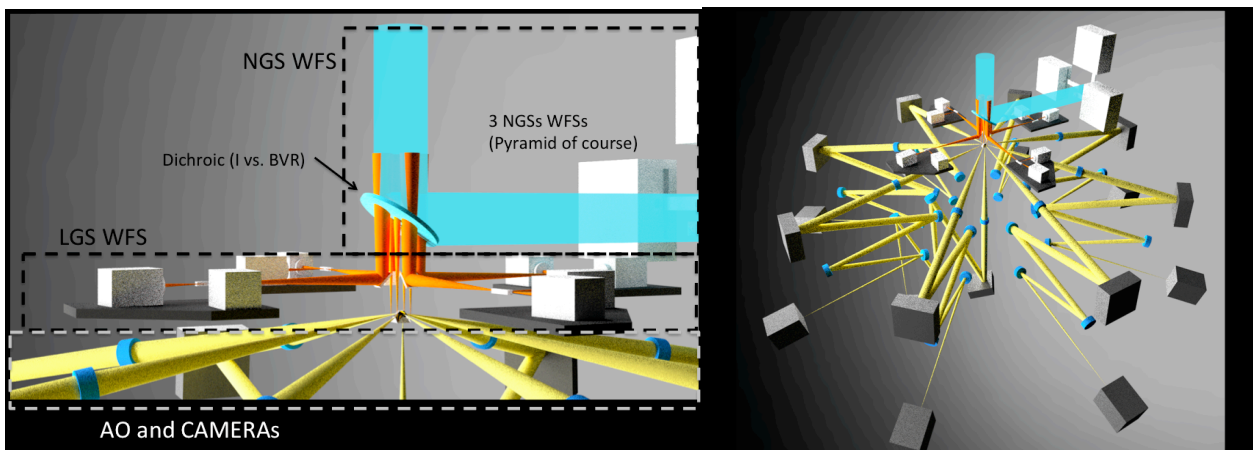 NGS WFS
3 NGSs WFSs
(Pyramid of course)
Dichroic (I vs. BVR)
LGS WFS
AO and CAMERAs